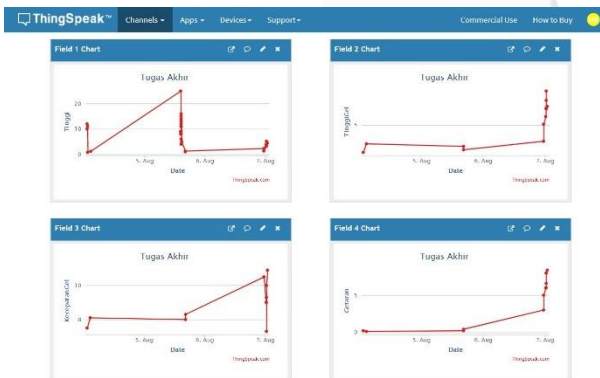 ThingSpeak™ Channels Apps Devices Support Commercial Use How to Buy
Field 1 Chart
Tugas Akhir
Tinggi
20
10
0
5. Aug 6. Aug 7. Aug
Date
ThingSpeak.com
Field 2 Chart
Tugas Akhir
TinggiGel
5. Aug 6. Aug 7. Aug
Date
ThingSpeak.com
Field 3 Chart
Tugas Akhir
KecepatanGel
10
0
5. Aug 6. Aug 7. Aug
Date
ThingSpeak.com
Field 4 Chart
Tugas Akhir
Getaran
5
0
5. Aug 6. Aug 7. Aug
Date
ThingSpeak.com